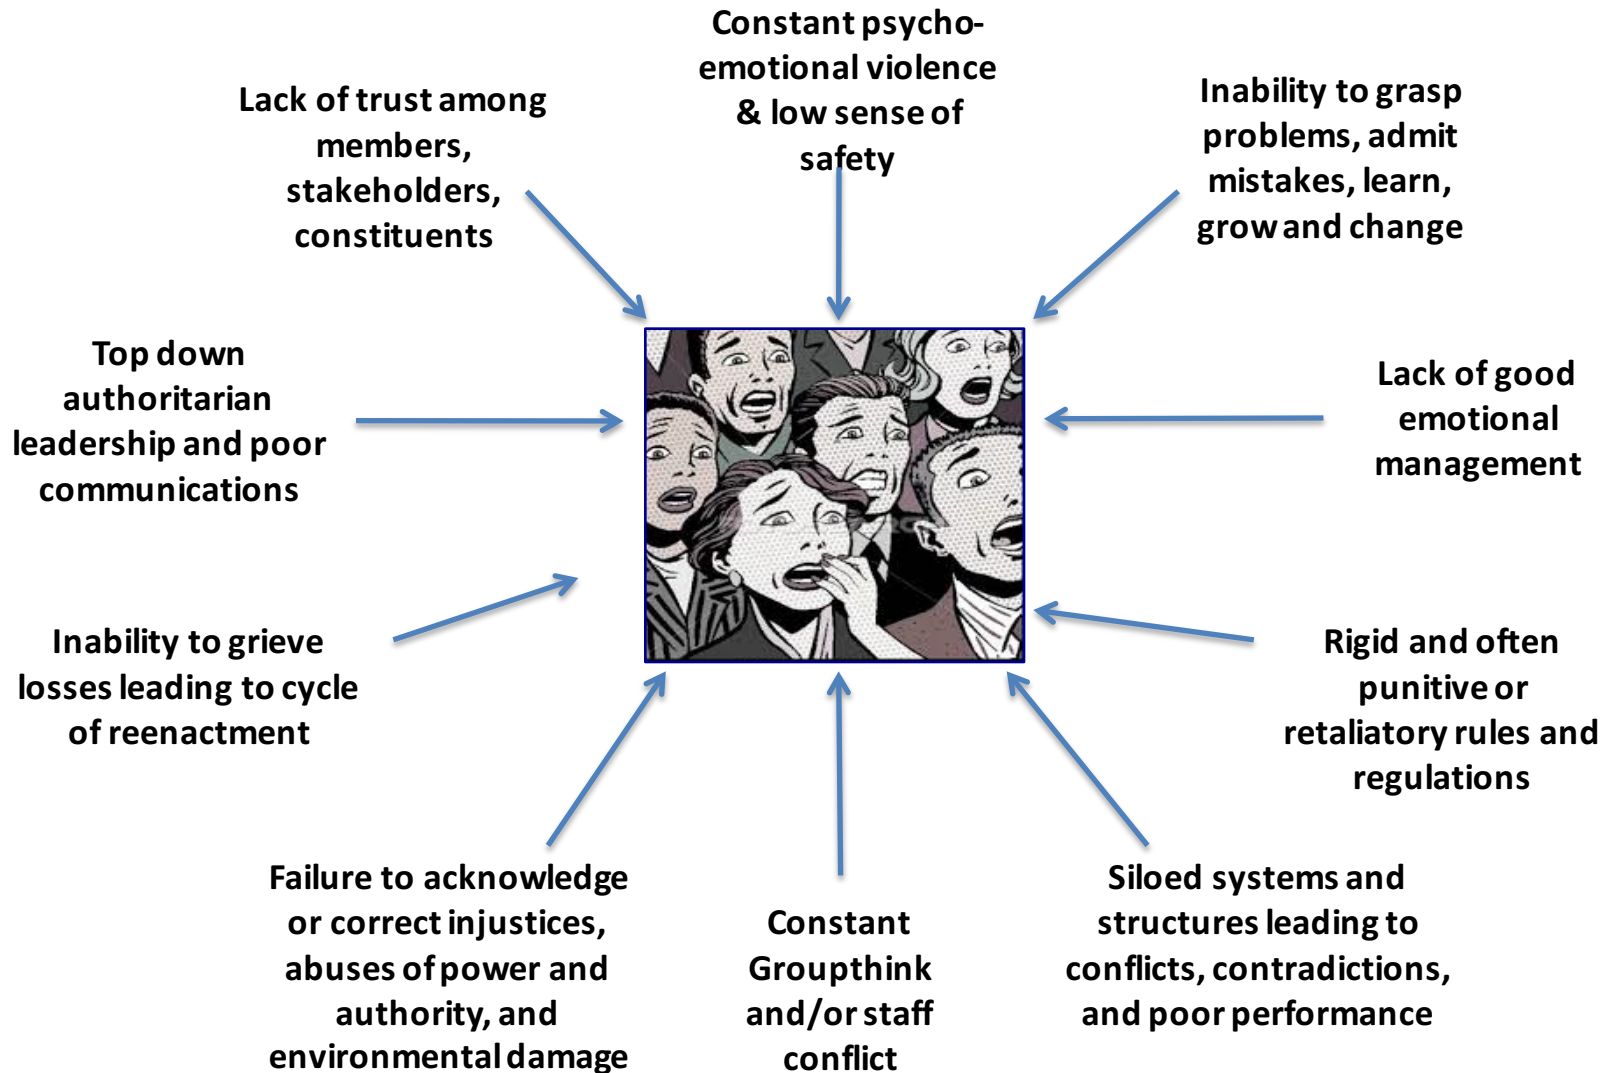 Constant psycho-
emotional violence
& low sense of
safety
Lack of trust among
members,
stakeholders,
constituents
Inability to grasp
problems, admit
mistakes, learn,
grow and change
Top down
authoritarian
leadership and poor
communications
Lack of good
emotional
management
Inability to grieve
losses leading to cycle
of reenactment
Rigid and often
punitive or
retaliatory rules and
regulations
Failure to acknowledge
or correct injustices,
abuses of power and
authority, and
environmental damage
Constant
Groupthink
and/or staff
conflict
Siloed systems and
structures leading to
conflicts, contradictions,
and poor performance